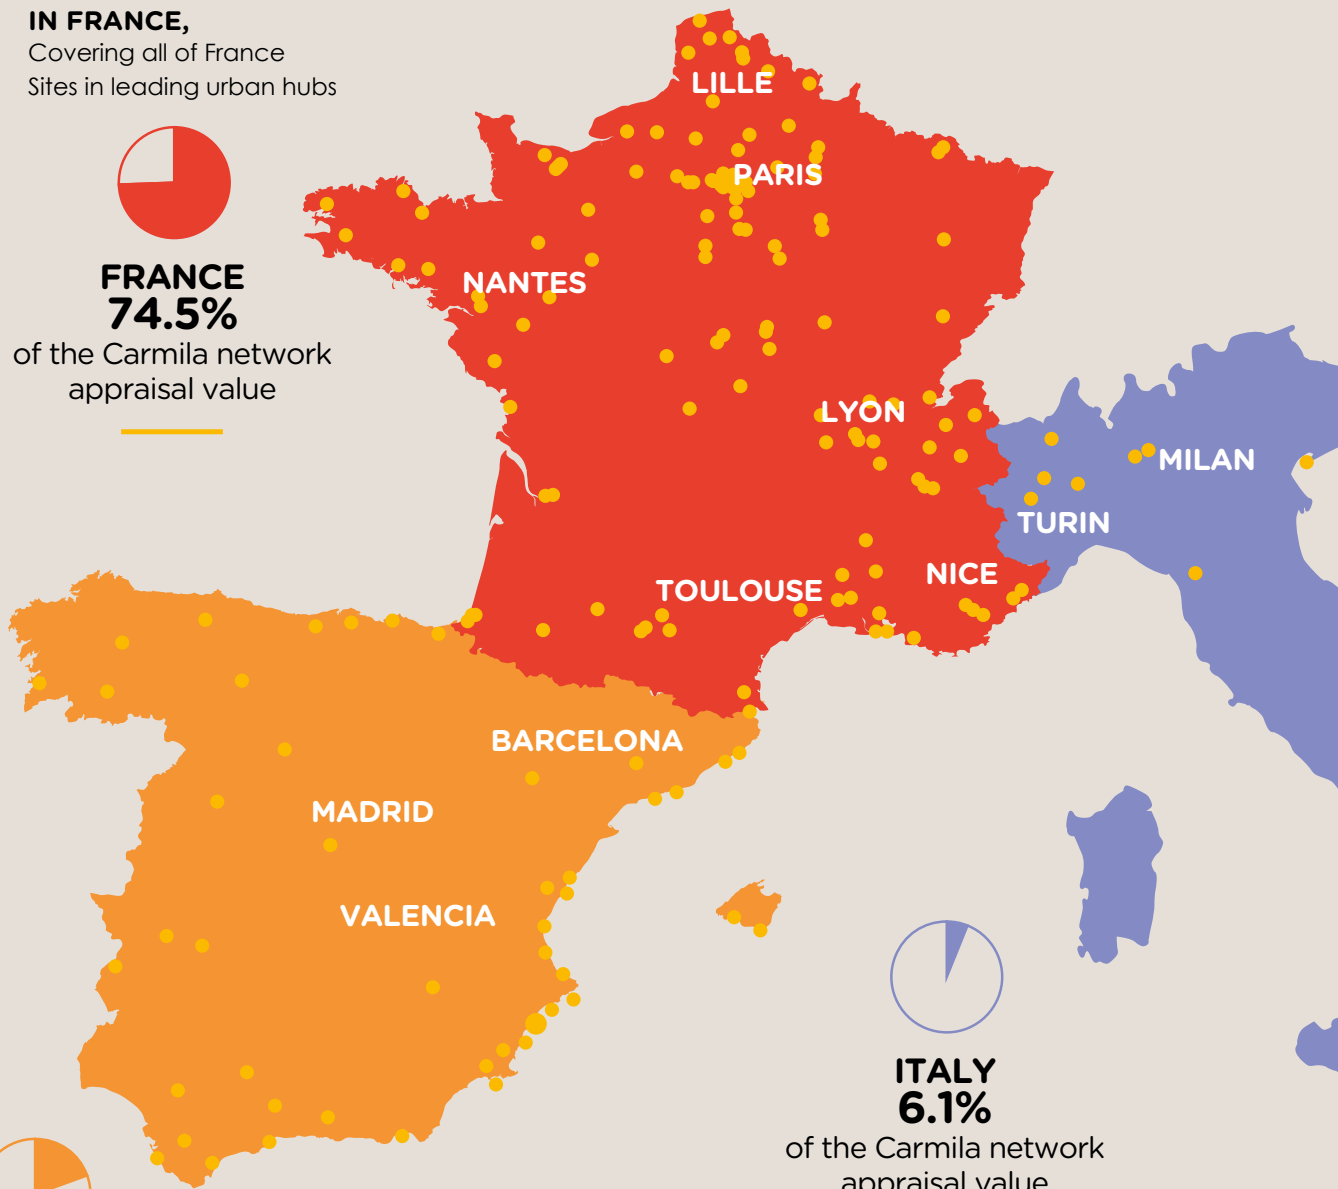 IN FRANCE,
Covering all of France
Sites in leading urban hubs
FRANCE
74.5%
of the Carmila network
appraisal value
LILLE
PARIS
NANTES
LYON
MILAN
TURIN
NICE
TOULOUSE
BARCELONA
MADRID
VALENCIA
ITALY
6.1%
of the Carmila network
appraisal value